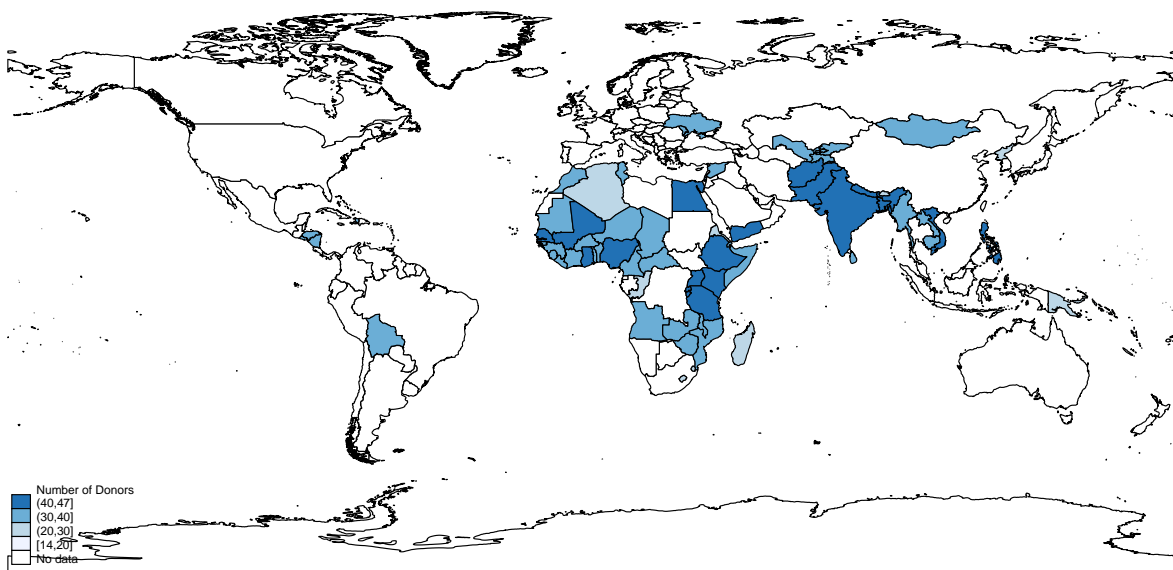 Number of Donors
(40,47]
(30,40]
(20,30]
[14,20]
No data